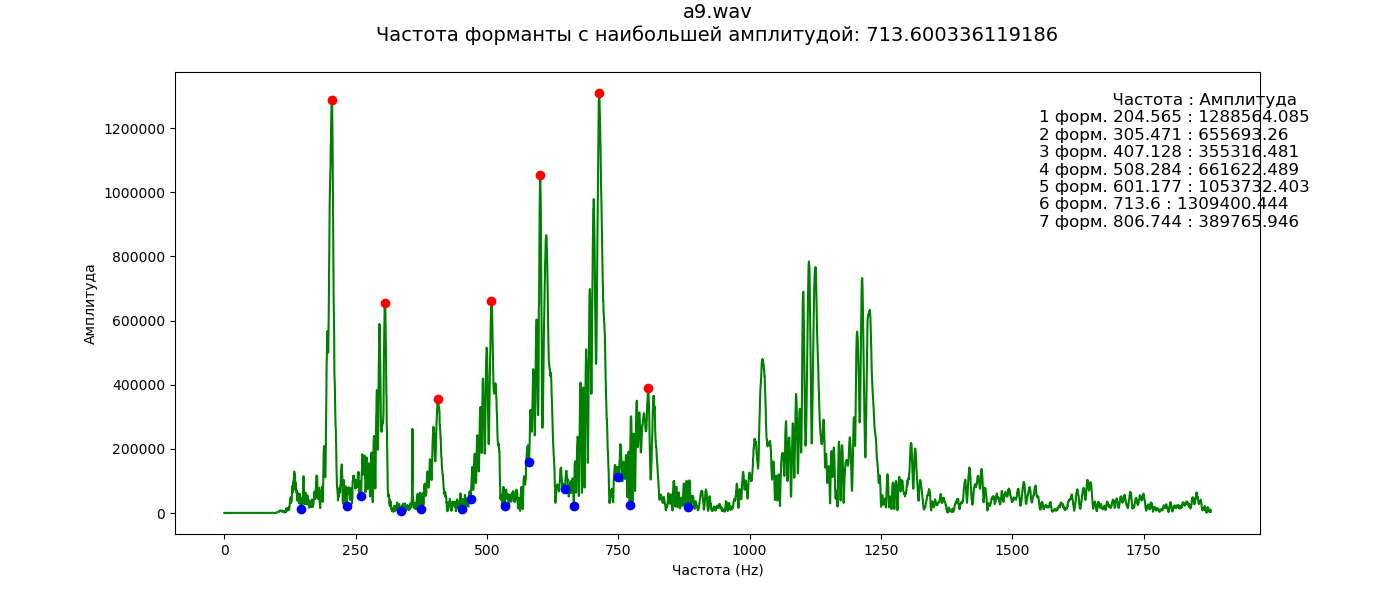 a9.wav
Частота форманты с наибольшей амплитудой: 713.600336119186
Частота : Амплитуда
1 форм. 204.565 : 1288564.085
2 форм. 305.471 : 655693.26
3 форм. 407.128 : 355316.481
4 форм. 508.284 : 661622.489
5 форм. 601.177 : 1053732.403
6 форм. 713.6 : 1309400.444
7 форм. 806.744 : 389765.946
Амплитуда
1200000
1000000
800000
600000
400000
200000
0
0 250 500 750 1000 1250 1500 1750
Частота (Hz)